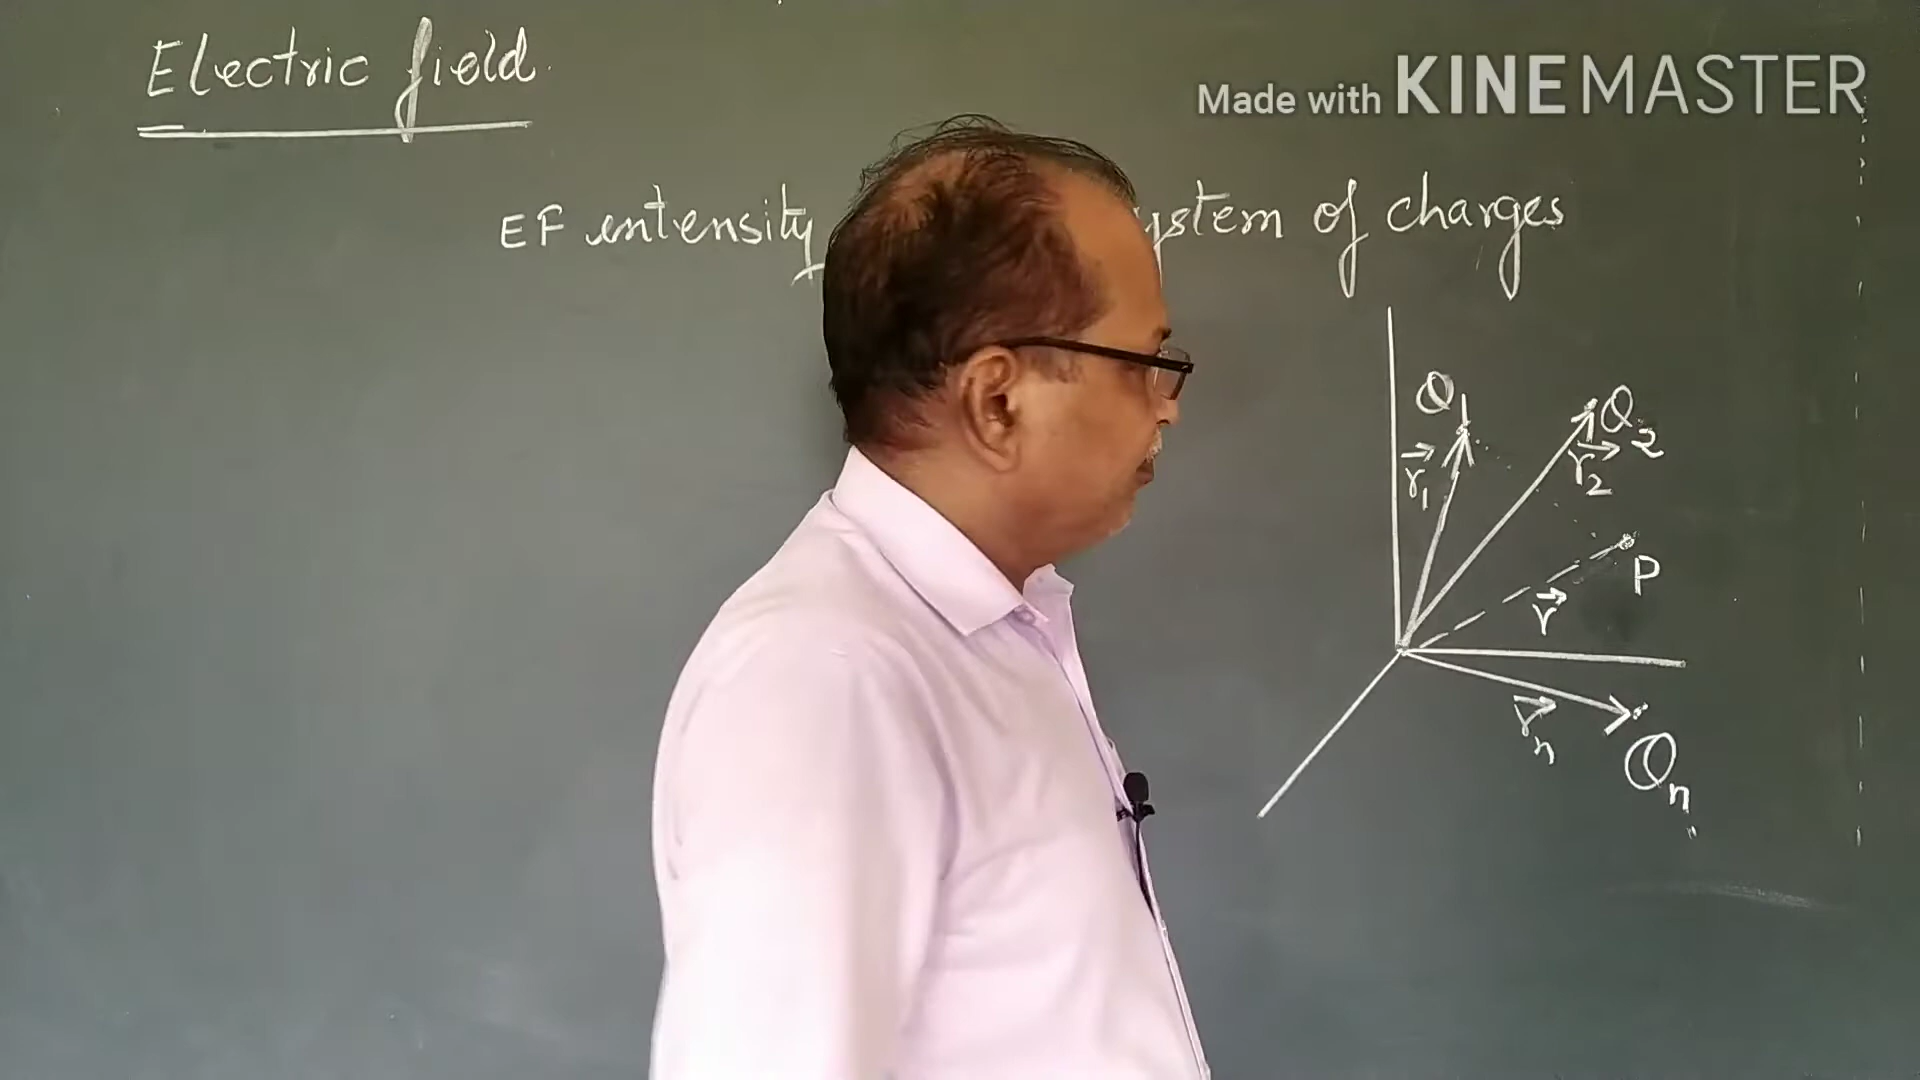 Electric field.
Made with KINEMASTER
EF intensity ystem of charges
Q1
Q2
r⃗1
r⃗2
P
r⃗
r⃗n
Qn